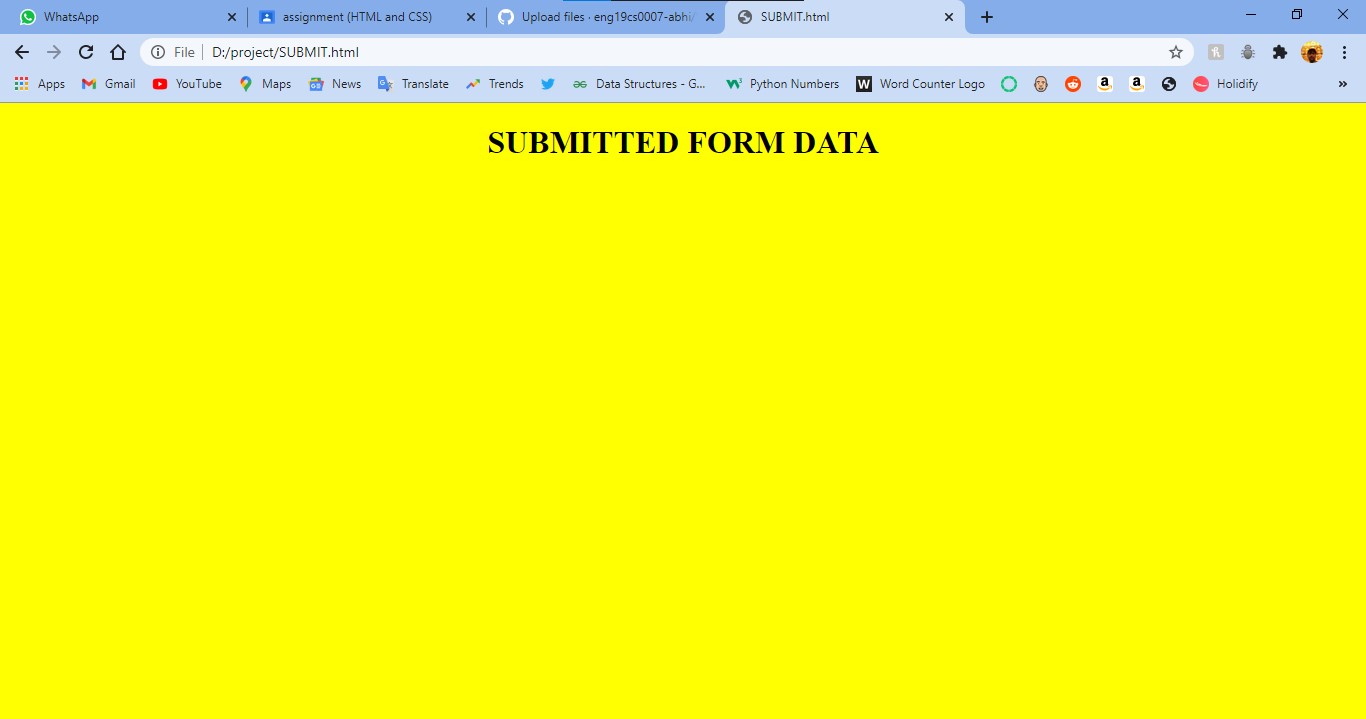 WhatsApp assignment (HTML and CSS) Upload files · eng19cs0007-abhi/ SUBMIT.html
File D:/project/SUBMIT.html
Apps Gmail YouTube Maps News Translate Trends Data Structures - G... Python Numbers W Word Counter Logo Holidify »
SUBMITTED FORM DATA